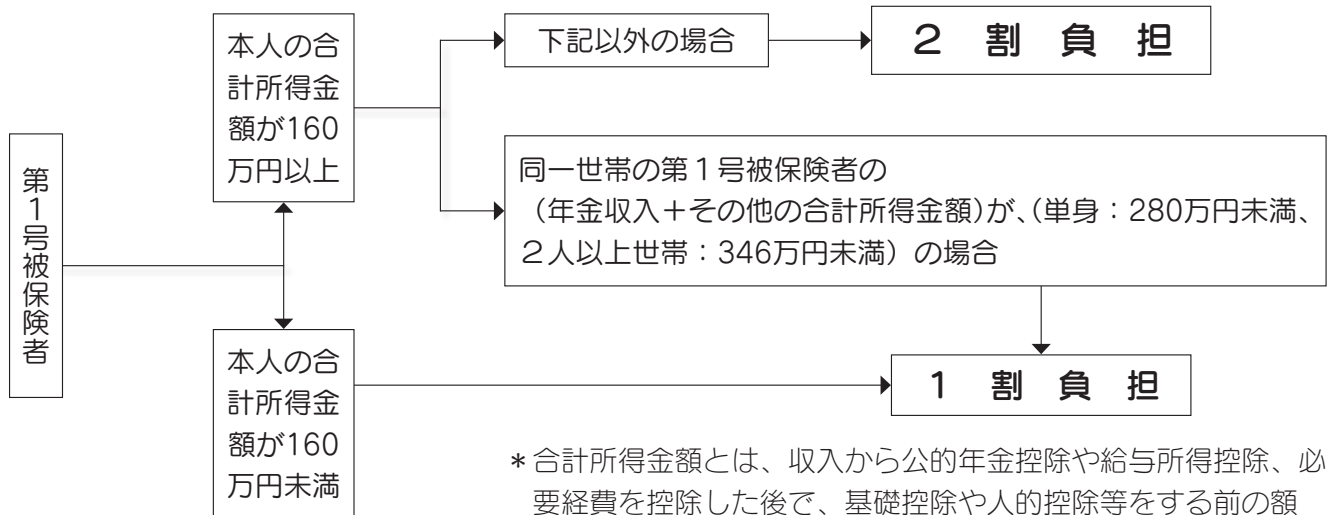 第1号被保険者
本人の合
計所得金
額が160
万円以上
下記以外の場合
2割負担
同一世帯の第1号被保険者の
（年金収入＋その他の合計所得金額）が、（単身：280万円未満、
2人以上世帯：346万円未満）の場合
本人の合
計所得金
額が160
万円未満
1割負担
＊合計所得金額とは、収入から公的年金控除や給与所得控除、必
要経費を控除した後で、基礎控除や人的控除等をする前の額